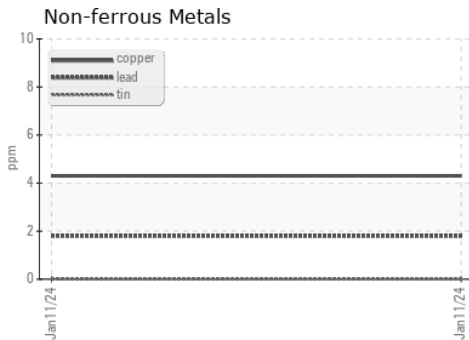 Non-ferrous Metals
10
copper
lead
tin
8
6
ppm
4
2
0
Jan11/24
Jan11/24